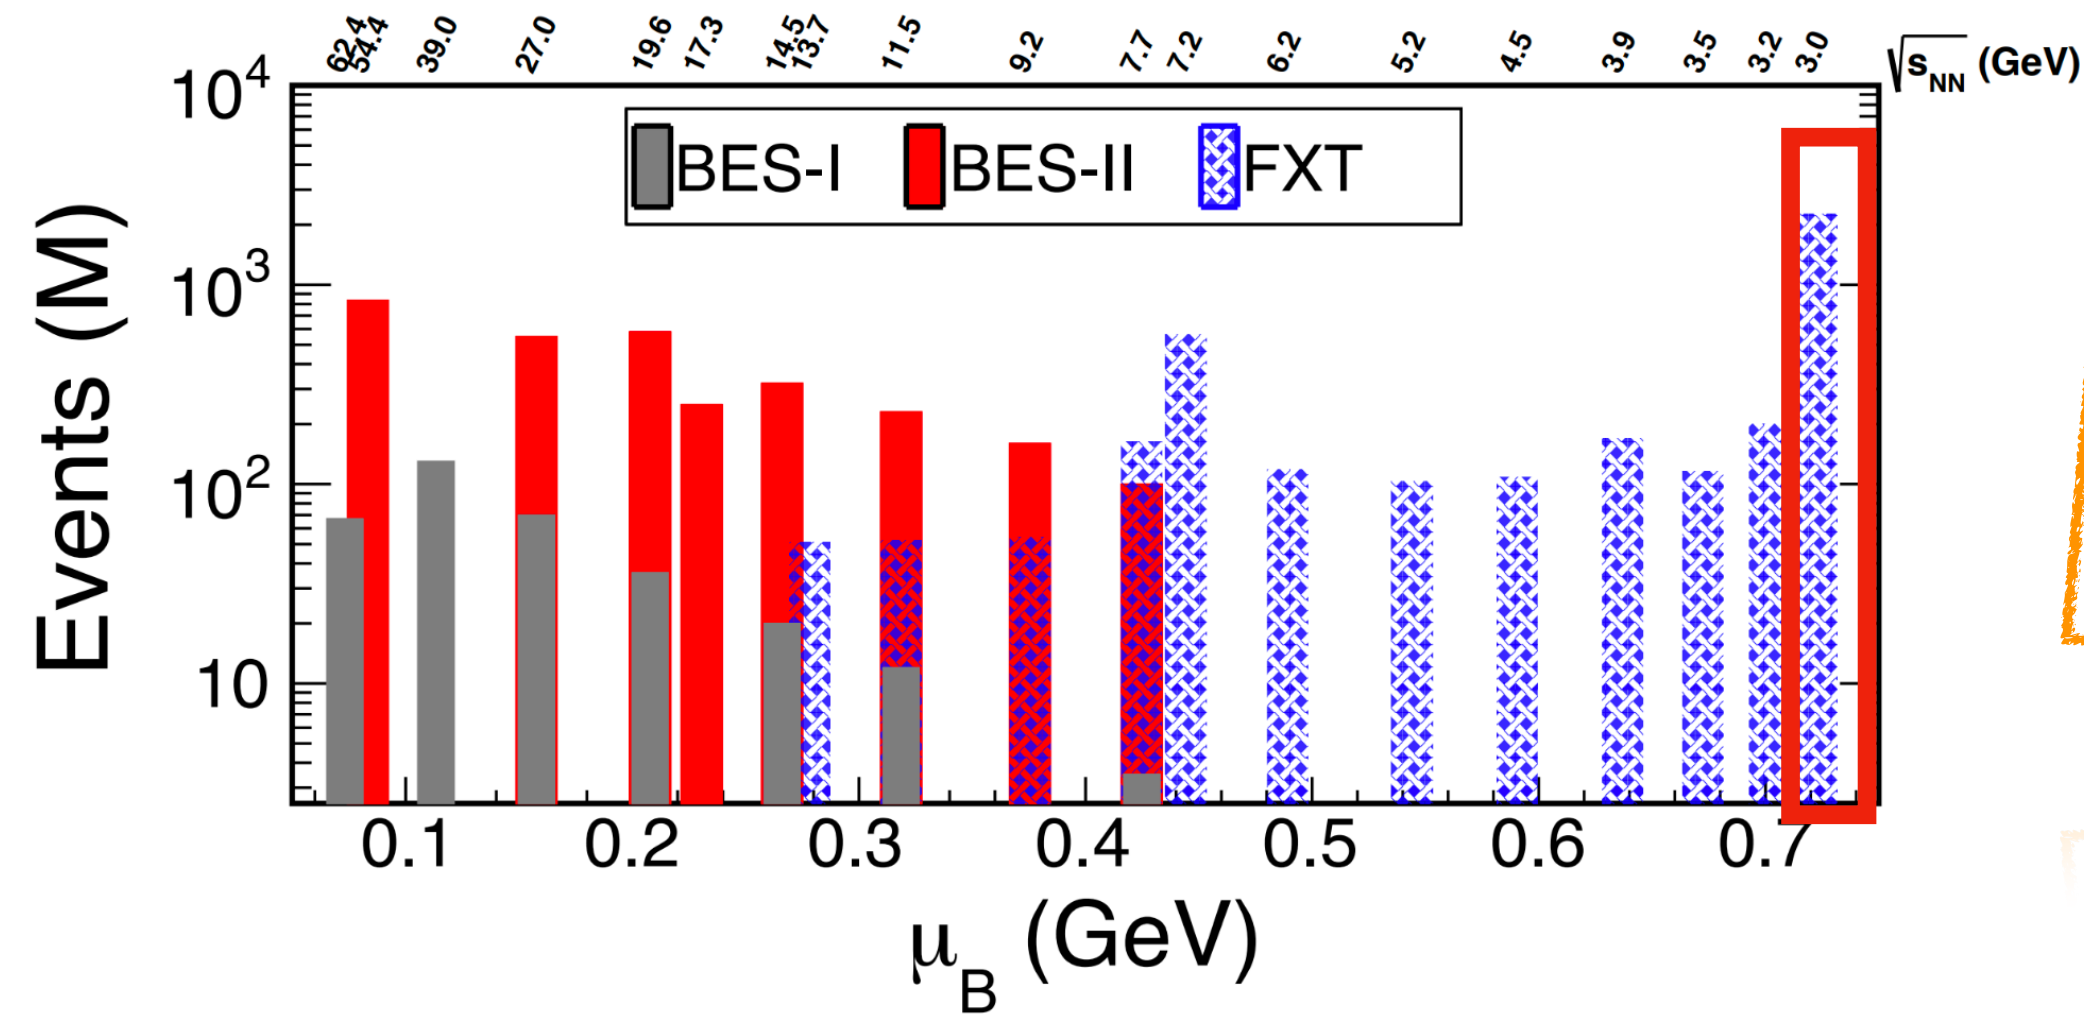 62.4 54.4 39.0 27.0 19.6 17.3 14.5 13.7 11.5 9.2 7.7 7.2 6.2 5.2 4.5 3.9 3.5 3.2 3.0 √s_NN (GeV)
10⁴
BES-I BES-II FXT
10³
10²
10
Events (M)
0.1 0.2 0.3 0.4 0.5 0.6 0.7
μ_B (GeV)